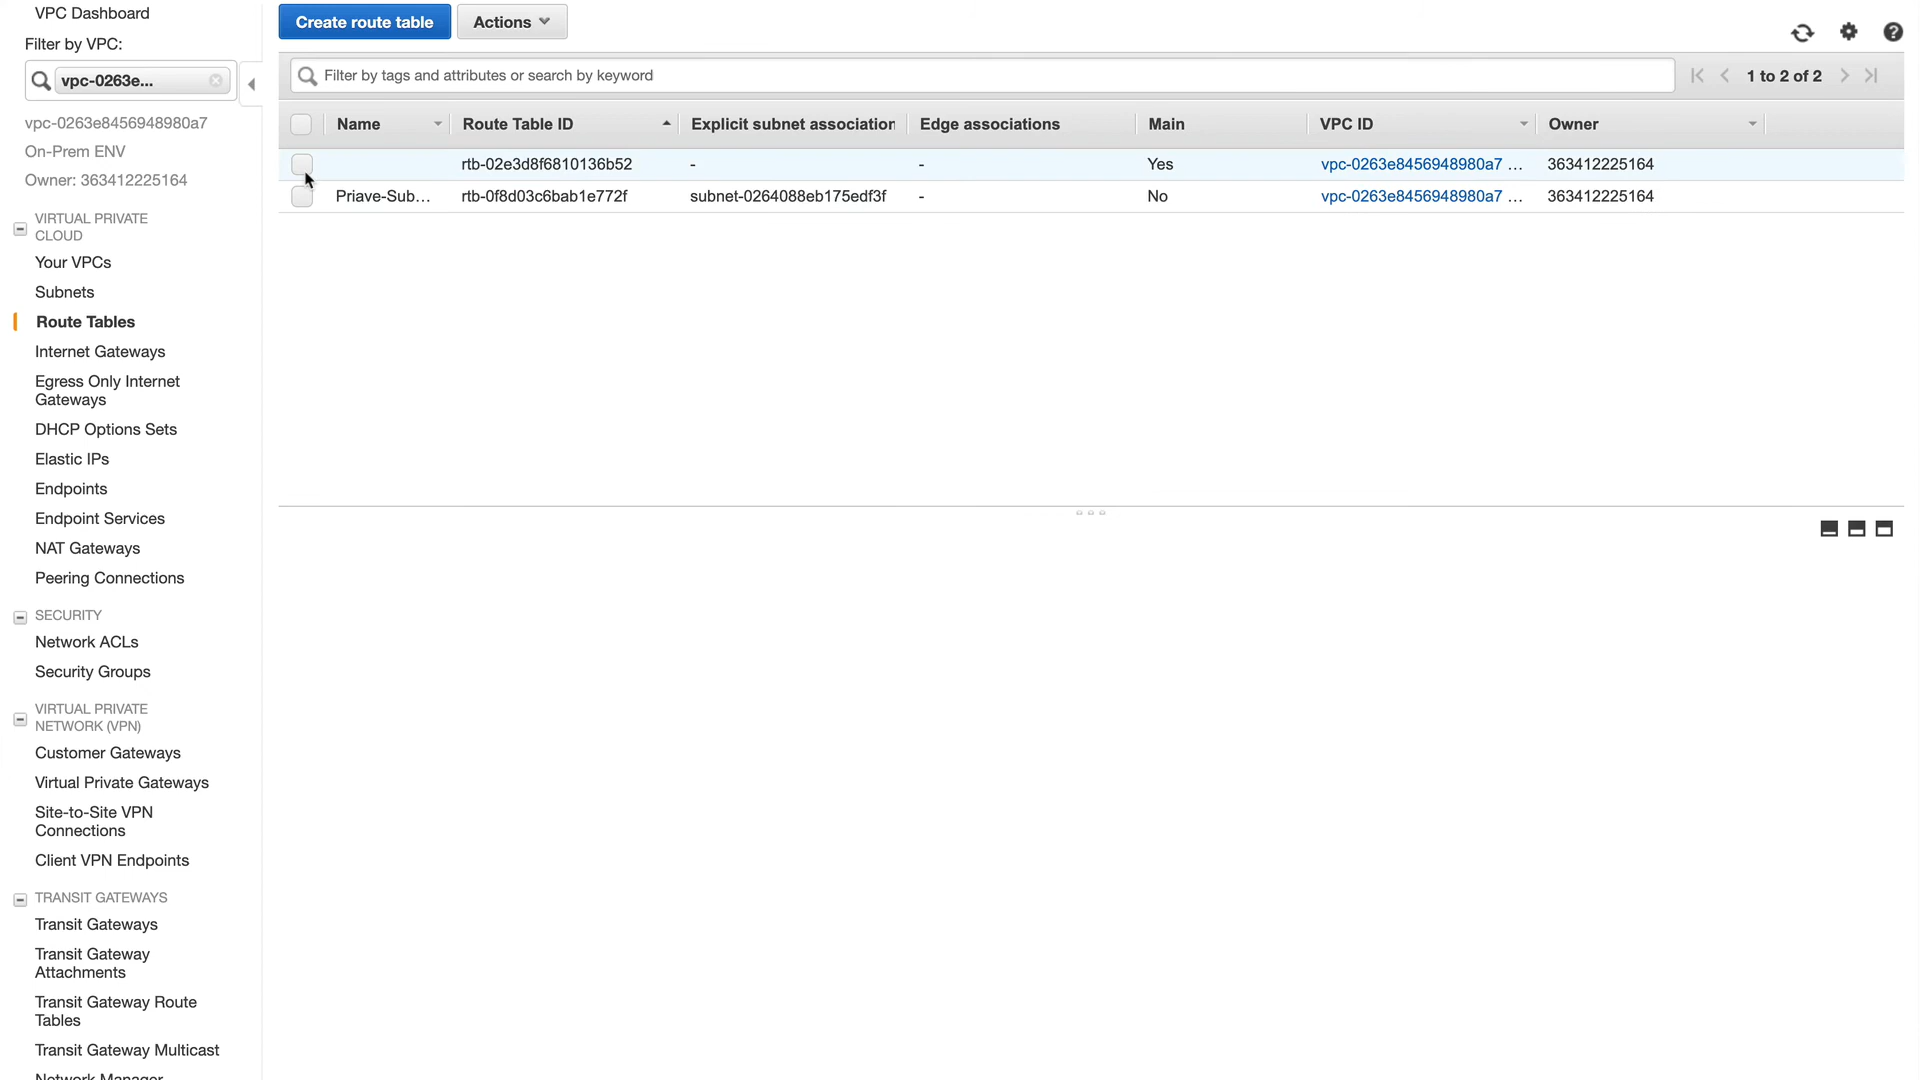 VPC Dashboard
Filter by VPC:
vpc-0263e...
vpc-0263e8456948980a7
On-Prem ENV
Owner: 363412225164
VIRTUAL PRIVATE
CLOUD
Your VPCs
Subnets
Route Tables
Internet Gateways
Egress Only Internet
Gateways
DHCP Options Sets
Elastic IPs
Endpoints
Endpoint Services
NAT Gateways
Peering Connections
SECURITY
Network ACLs
Security Groups
VIRTUAL PRIVATE
NETWORK (VPN)
Customer Gateways
Virtual Private Gateways
Site-to-Site VPN
Connections
Client VPN Endpoints
TRANSIT GATEWAYS
Transit Gateways
Transit Gateway
Attachments
Transit Gateway Route
Tables
Transit Gateway Multicast
Network Manager
Create route table Actions
Filter by tags and attributes or search by keyword 1 to 2 of 2
Name Route Table ID Explicit subnet association Edge associations Main VPC ID Owner
rtb-02e3d8f6810136b52 - - Yes vpc-0263e8456948980a7 ... 363412225164
Priave-Sub... rtb-0f8d03c6bab1e772f subnet-0264088eb175edf3f - No vpc-0263e8456948980a7 ... 363412225164